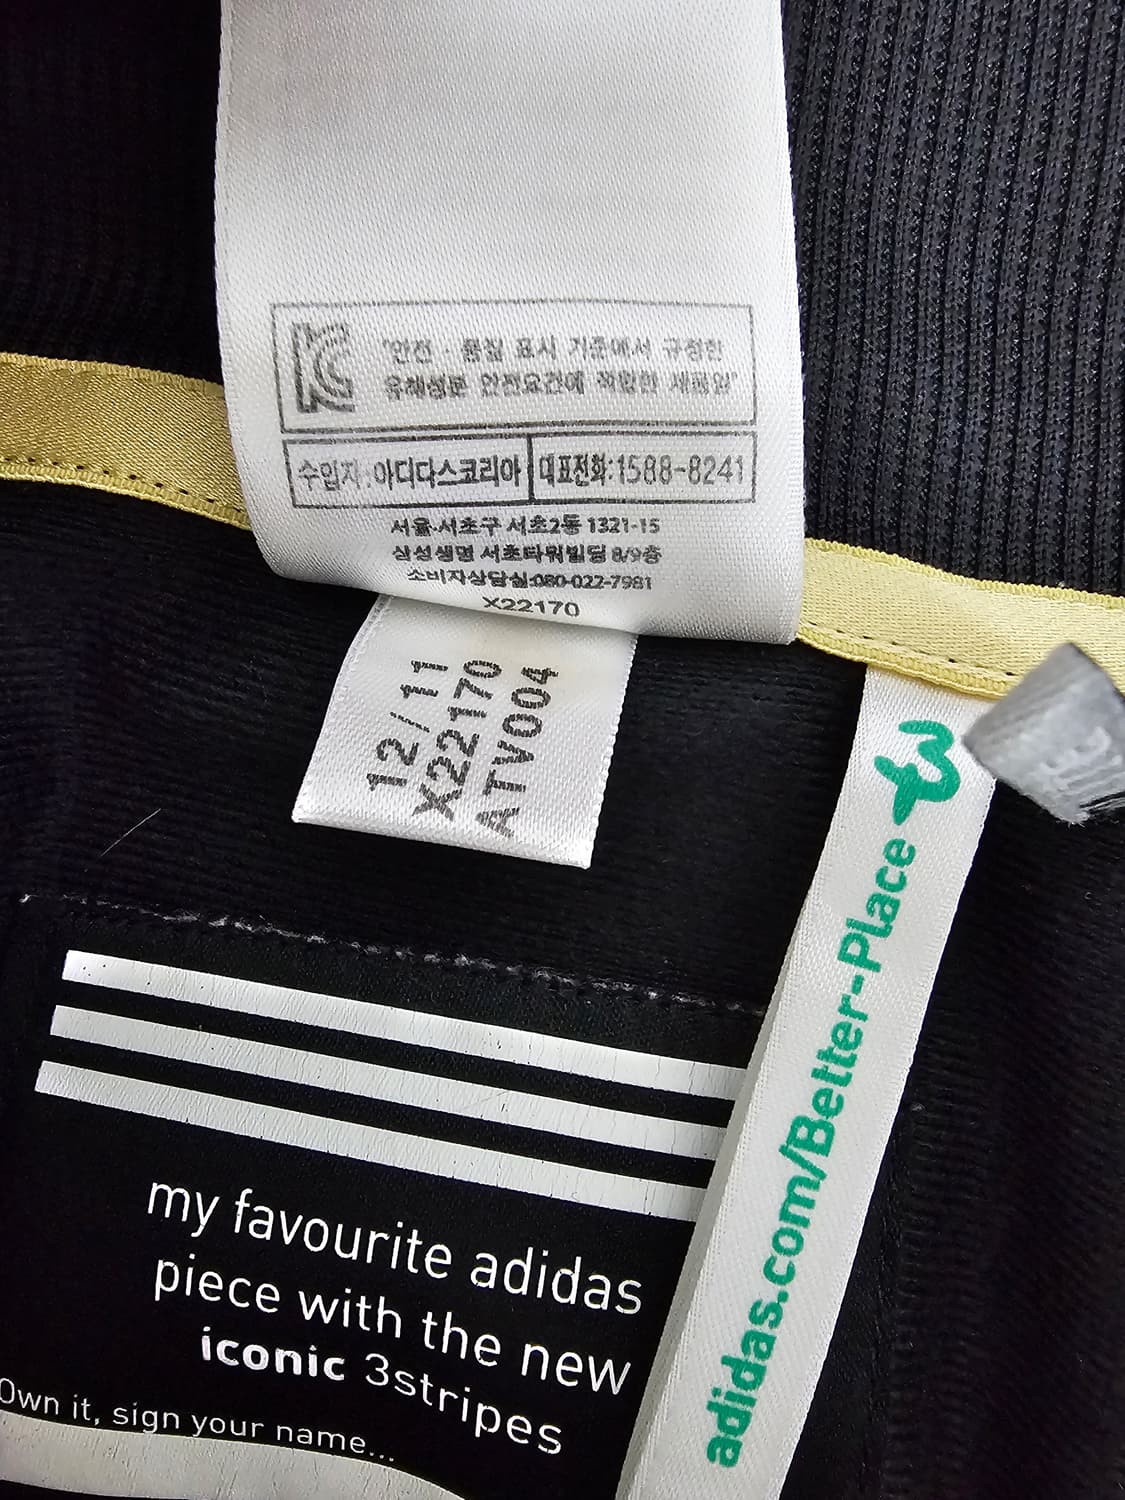 KC
'안전 · 품질 표시 기준에서 규정한
유해성분 안전요건에 적합한 제품임'
수입자:아디다스코리아
대표전화:1588-8241
서울 서초구 서초2동 1321-15
삼성생명 서초타워빌딩 8/9층
소비자상담실:080-022-7981
X22170
12/11
X22170
ATV004
adidas.com/Better-Place
my favourite adidas
piece with the new
iconic 3stripes
Own it, sign your name...